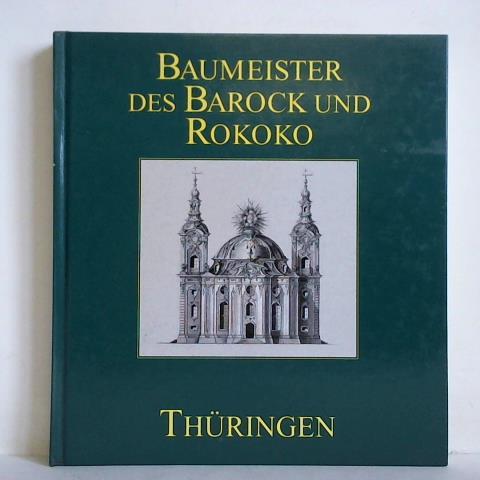 BAUMEISTER
DES BAROCK UND
ROKOKO
THÜRINGEN